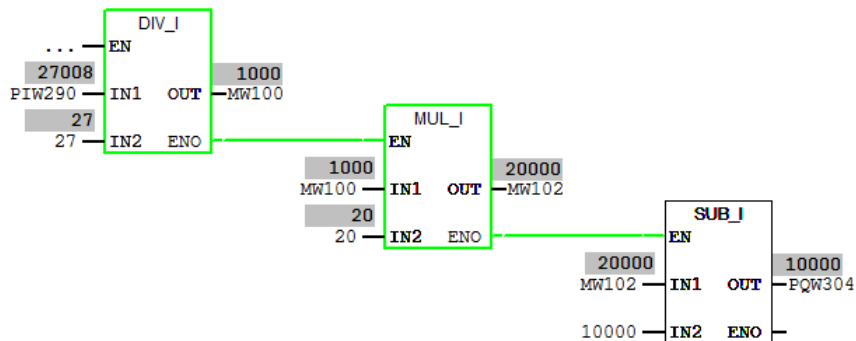 DIV_I
... EN
27008 1000
PIW290 IN1 OUT MW100
27
27 IN2 ENO
MUL_I
EN
1000 20000
MW100 IN1 OUT MW102
20
20 IN2 ENO
SUB_I
EN
20000 10000
MW102 IN1 OUT PQW304
10000 IN2 ENO